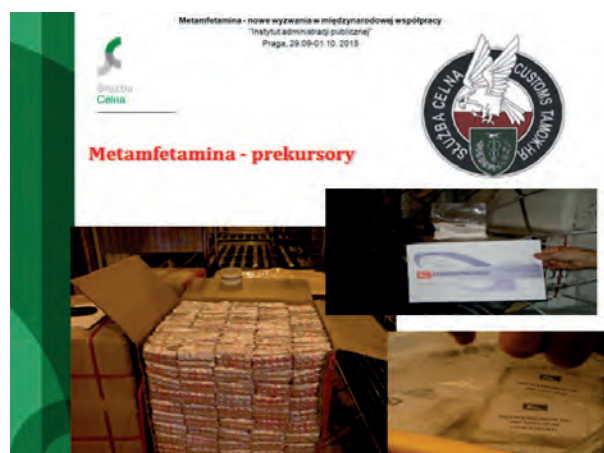 Metamfetamina - nowe wyzwania w międzynarodowej współpracy
"Instytut administracji publicznej"
Praga, 29.09-01.10. 2015
Służba
Celna
SŁUŻBA CELNA CUSTOMS TAMOЖНЯ
Metamfetamina - prekursory